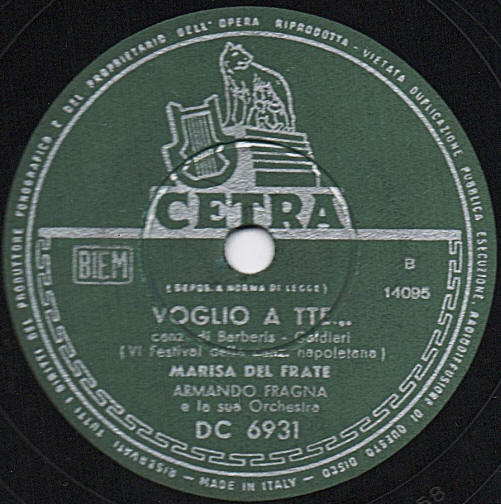 TUTTI I DIRITTI DEL PRODUTTORE FONOGRAFICO E DEL PROPRIETARIO DELL'OPERA RIPRODOTTA - VIETATA DUPLICAZIONE PUBBLICA ESECUZIONE, RADIODIFFUSIONE DI QUESTO DISCO
RISERVATI
CETRA
BIEM
B
14095
(DEPOS. A NORMA DI LEGGE)
VOGLIO A TTE...
canz. di Barberis - Galdieri
(VI festival della canz. napoletana)
MARISA DEL FRATE
ARMANDO FRAGNA
e la sua Orchestra
DC 6931
MADE IN ITALY
8